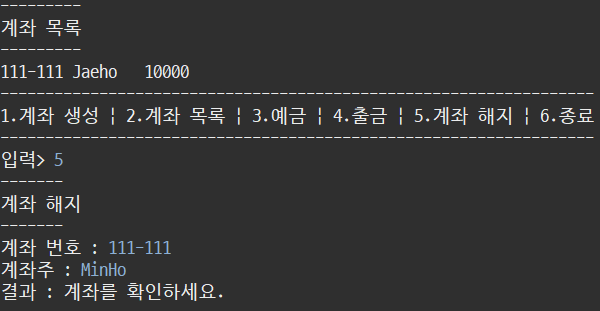 ---------
계좌 목록
---------
111-111 Jaeho   10000
------------------------------------------------------------------
1.계좌 생성 ¦ 2.계좌 목록 ¦ 3.예금 ¦ 4.출금 ¦ 5.계좌 해지 ¦ 6.종료
------------------------------------------------------------------
입력> 5
-------
계좌 해지
-------
계좌 번호 : 111-111
계좌주 : MinHo
결과 : 계좌를 확인하세요.